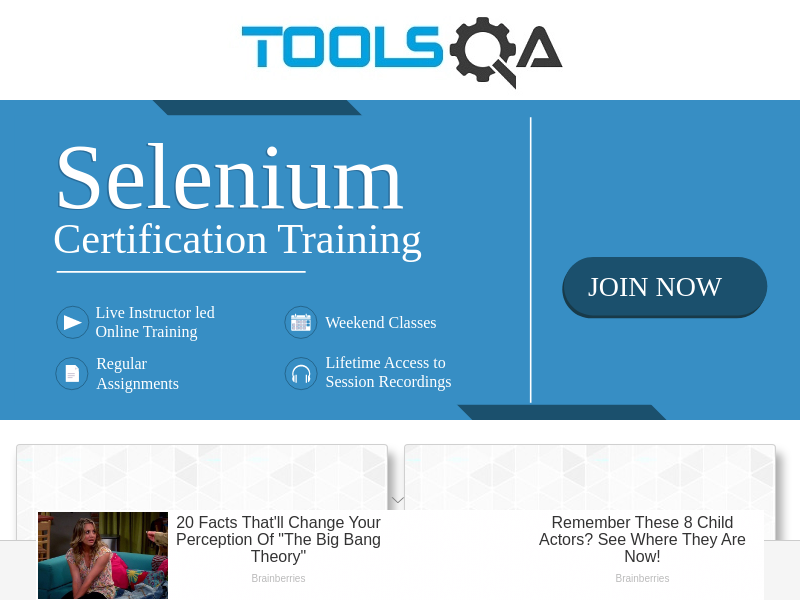 TOOLSQA
Selenium
Certification Training
JOIN NOW
Live Instructor led
Online Training
Weekend Classes
Regular
Assignments
Lifetime Access to
Session Recordings
20 Facts That'll Change Your
Perception Of "The Big Bang
Theory"
Brainberries
Remember These 8 Child
Actors? See Where They Are
Now!
Brainberries